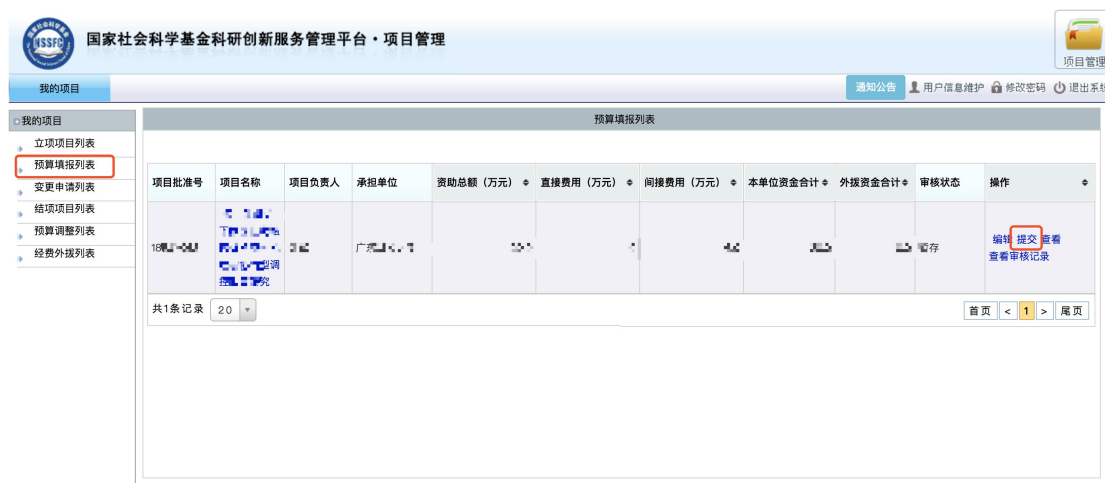 NSSFC
国家社会科学基金科研创新服务管理平台・项目管理
项目管理
我的项目
通知公告 用户信息维护 修改密码 退出系统
我的项目
立项项目列表
预算填报列表
变更申请列表
结项项目列表
预算调整列表
经费外拨列表
预算填报列表
项目批准号 项目名称 项目负责人 承担单位 资助总额（万元） 直接费用（万元） 间接费用（万元） 本单位资金合计 外拨资金合计 审核状态 操作
18
型调
究
广东
暂存
编辑 提交 查看
查看审核记录
共1条记录 20
首页 < 1 > 尾页